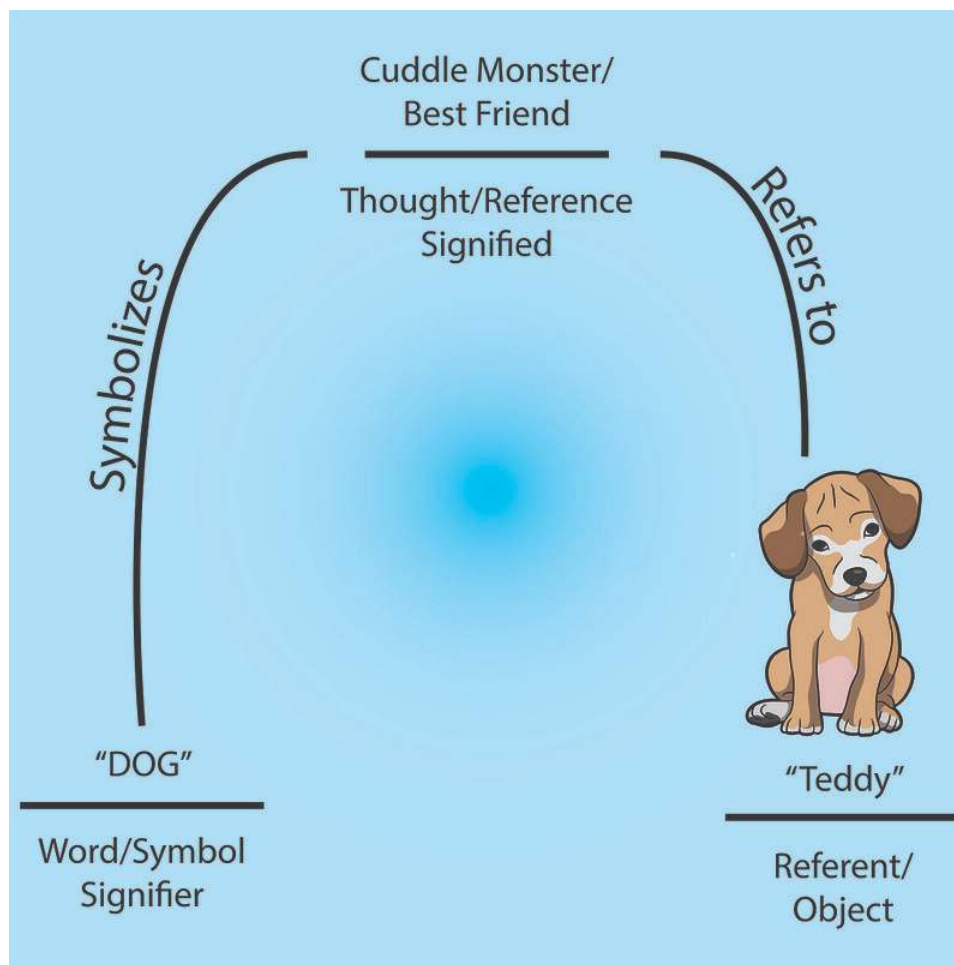 Cuddle Monster/
Best Friend
Thought/Reference
Signified
Symbolizes
Refers to
“DOG”
Word/Symbol
Signifier
“Teddy”
Referent/
Object